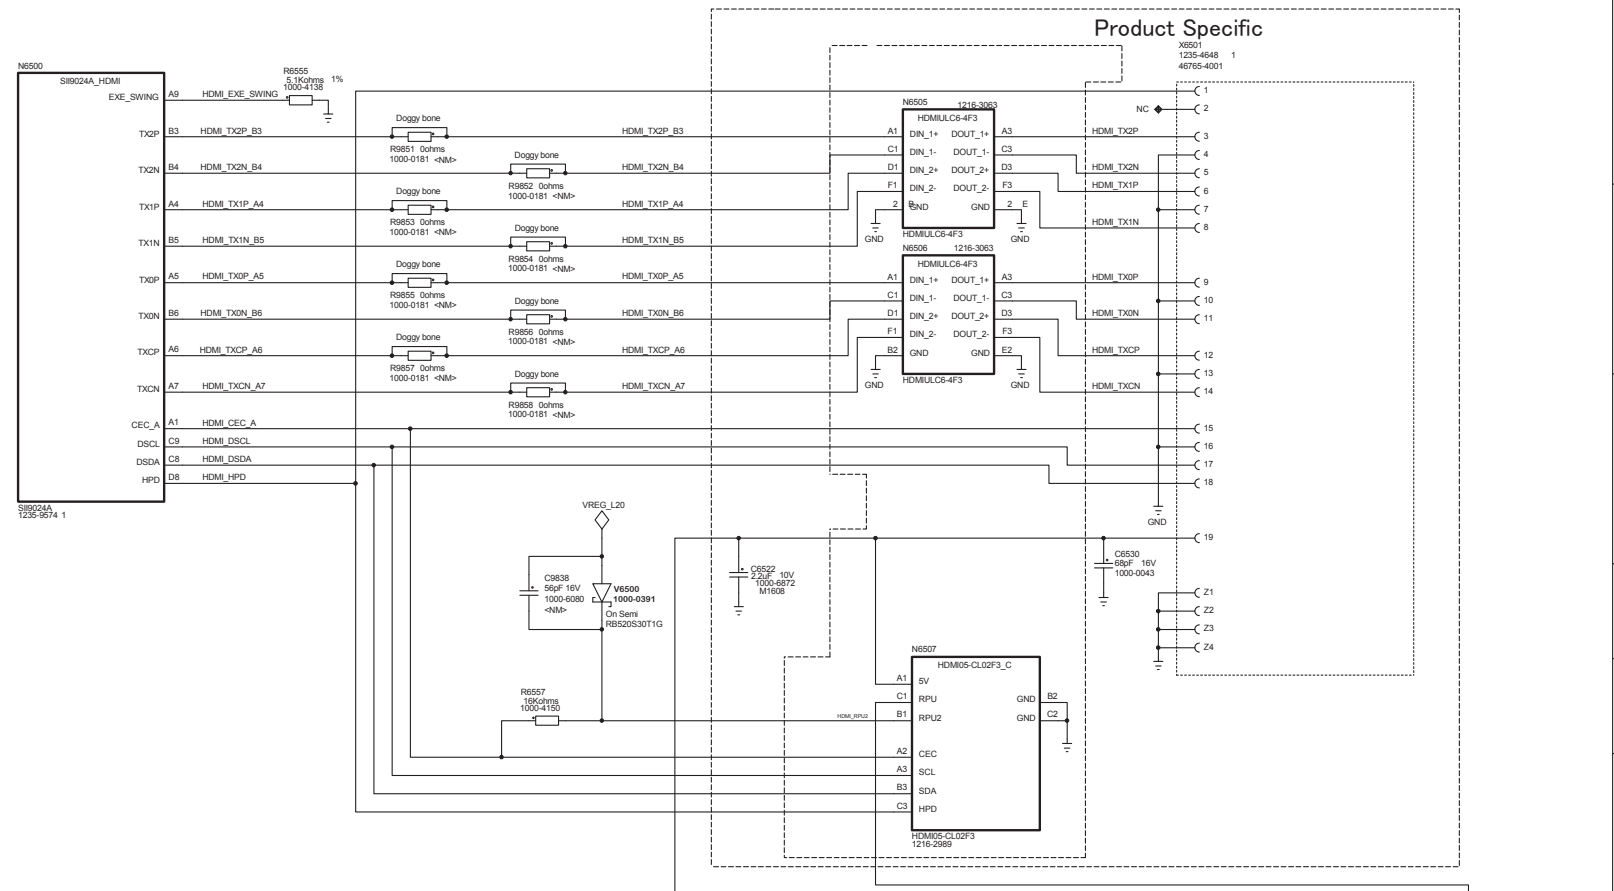 Product Specific
X6501
1235-4648 1
46765-4001
N6500
SII9024A_HDMI
EXE_SWING A9 HDMI_EXE_SWING
R6555
5.1Kohms 1%
1000-4138
TX2P B3 HDMI_TX2P_B3
Doggy bone
R9851 0ohms
1000-0181 <NM>
HDMI_TX2P_B3
TX2N B4 HDMI_TX2N_B4
Doggy bone
R9852 0ohms
1000-0181 <NM>
HDMI_TX2N_B4
TX1P A4 HDMI_TX1P_A4
Doggy bone
R9853 0ohms
1000-0181 <NM>
HDMI_TX1P_A4
TX1N B5 HDMI_TX1N_B5
Doggy bone
R9854 0ohms
1000-0181 <NM>
HDMI_TX1N_B5
TX0P A5 HDMI_TX0P_A5
Doggy bone
R9855 0ohms
1000-0181 <NM>
HDMI_TX0P_A5
TX0N B6 HDMI_TX0N_B6
Doggy bone
R9856 0ohms
1000-0181 <NM>
HDMI_TX0N_B6
TXCP A6 HDMI_TXCP_A6
Doggy bone
R9857 0ohms
1000-0181 <NM>
HDMI_TXCP_A6
TXCN A7 HDMI_TXCN_A7
Doggy bone
R9858 0ohms
1000-0181 <NM>
HDMI_TXCN_A7
CEC_A A1 HDMI_CEC_A
DSCL C9 HDMI_DSCL
DSDA C8 HDMI_DSDA
HPD D8 HDMI_HPD
SII9024A
1235-9574 1
N6505 1216-3063
HDMIULC6-4F3
A1 DIN_1+ DOUT_1+ A3
C1 DIN_1- DOUT_1- C3
D1 DIN_2+ DOUT_2+ D3
F1 DIN_2- DOUT_2- F3
2 B GND GND 2 E
GND GND
HDMIULC6-4F3
N6506 1216-3063
HDMIULC6-4F3
A1 DIN_1+ DOUT_1+ A3
C1 DIN_1- DOUT_1- C3
D1 DIN_2+ DOUT_2+ D3
F1 DIN_2- DOUT_2- F3
B2 GND GND E2
GND GND
HDMIULC6-4F3
1
NC 2
HDMI_TX2P 3
4
HDMI_TX2N 5
HDMI_TX1P 6
7
HDMI_TX1N 8
HDMI_TX0P 9
10
HDMI_TX0N 11
HDMI_TXCP 12
13
HDMI_TXCN 14
15
16
17
18
GND
19
Z1
Z2
Z3
Z4
VREG_L20
C9838
56pF 16V
1000-6080
<NM>
V6500
1000-0391
On Semi
RB520S30T1G
C6522
2.2uF 10V
1000-6872
M1608
C6530
68pF 16V
1000-0043
R6557
16Kohms
1000-4150
HDMI_RPU2
N6507
HDMI05-CL02F3_C
A1 5V
C1 RPU GND B2
B1 RPU2 GND C2
A2 CEC
A3 SCL
B3 SDA
C3 HPD
HDMI05-CL02F3
1216-2989